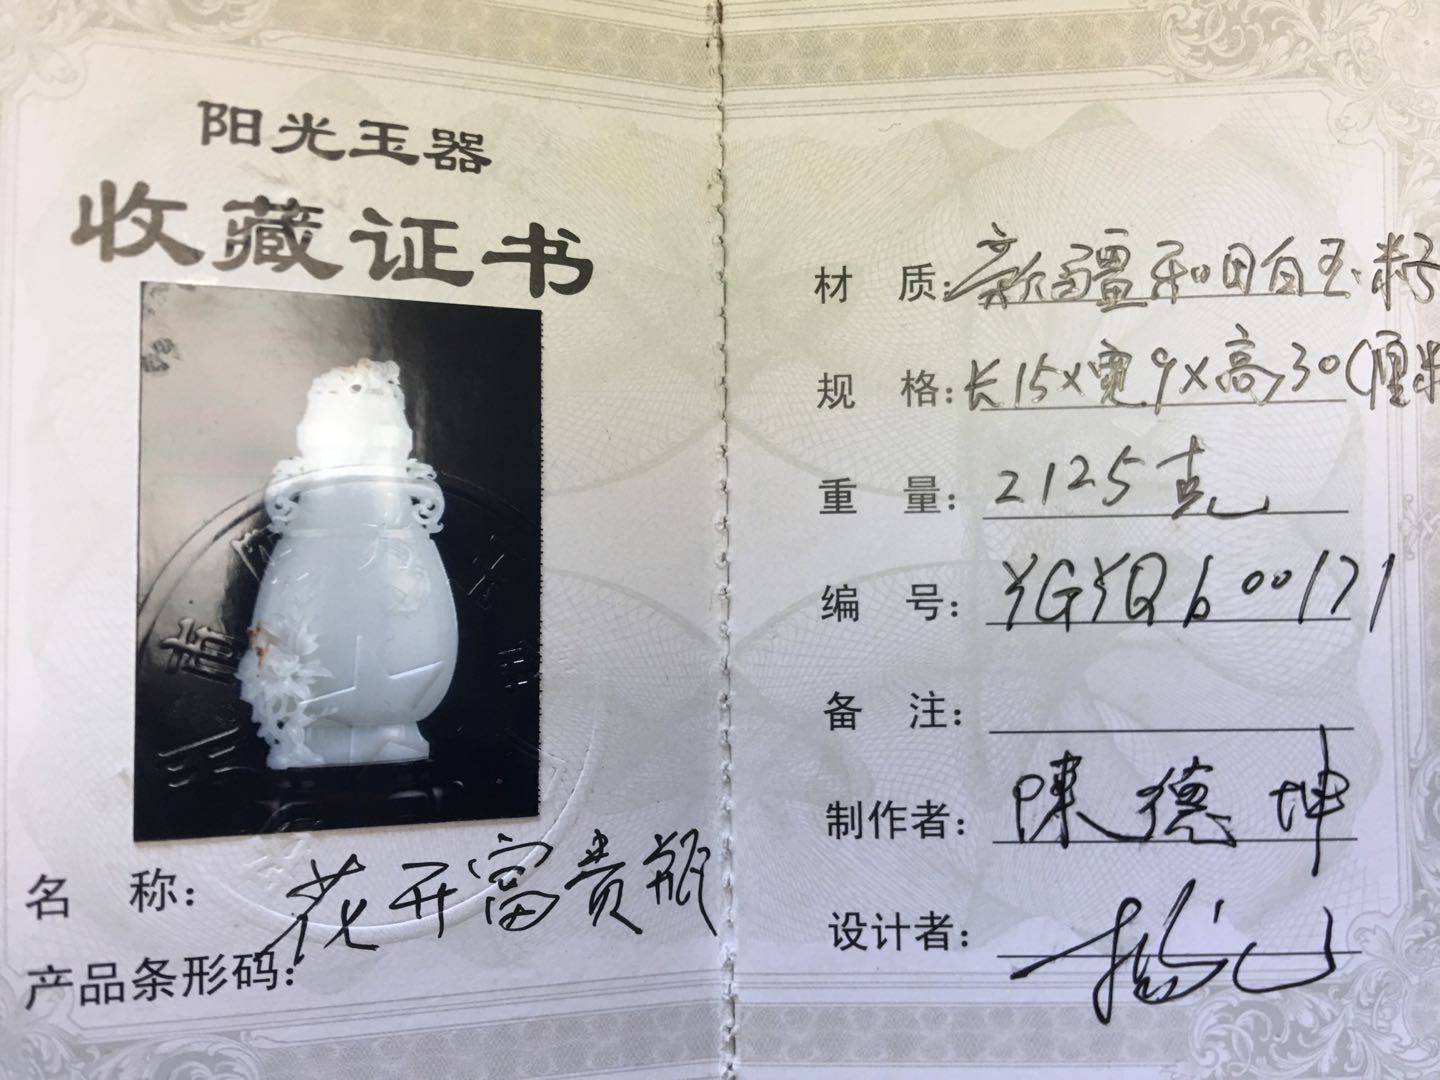 阳光玉器
收藏证书
名 称：花开富贵瓶
产品条形码：
材 质：新疆和田白玉籽
规 格：长15×宽9×高30(厘米
重 量：2125克
编 号：YGYQ600171
备 注：
制作者：陳德坤
设计者：